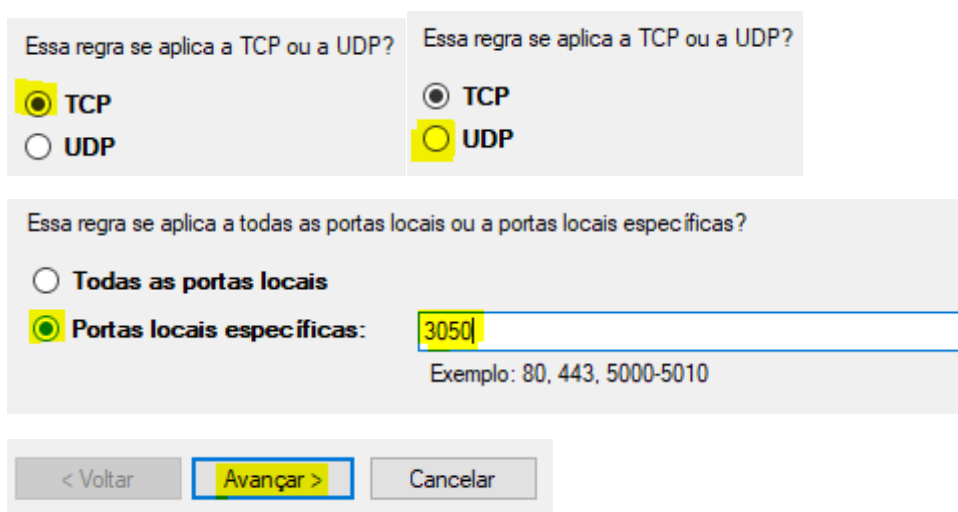 Essa regra se aplica a TCP ou a UDP?
TCP
UDP
Essa regra se aplica a TCP ou a UDP?
TCP
UDP
Essa regra se aplica a todas as portas locais ou a portas locais específicas?
Todas as portas locais
Portas locais específicas: 3050
Exemplo: 80, 443, 5000-5010
< Voltar Avançar > Cancelar